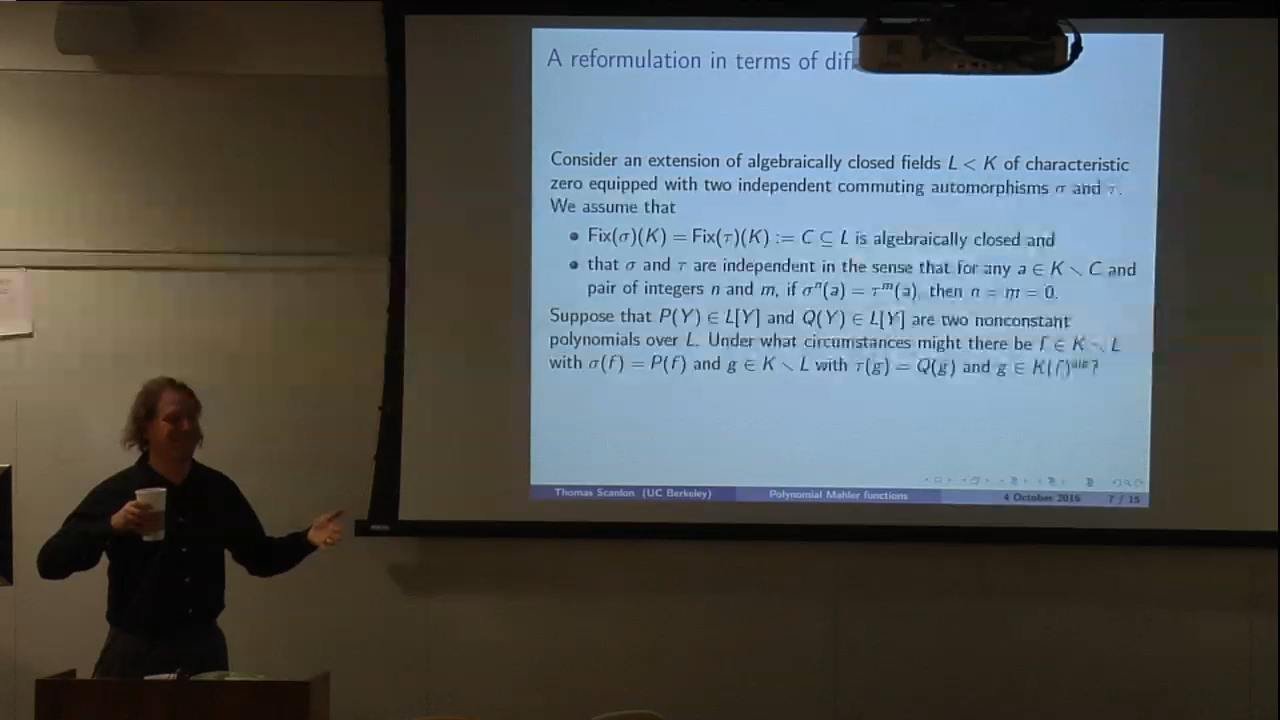 A reformulation in terms of
Consider an extension of algebraically closed fields L < K of characteristic
zero equipped with two independent commuting automorphisms σ and τ.
We assume that
• Fix(σ)(K) = Fix(τ)(K) := C ⊆ L is algebraically closed and
• that σ and τ are independent in the sense that for any a ∈ K ∖ C and
pair of integers n and m, if σⁿ(a) = τᵐ(a), then n = m = 0.
Suppose that P(Y) ∈ L[Y] and Q(Y) ∈ L[Y] are two nonconstant
polynomials over L. Under what circumstances might there be f ∈ K ∖ L
with σ(f) = P(f) and g ∈ K ∖ L with τ(g) = Q(g) and g ∈
Thomas Scanlon (UC Berkeley) Polynomial Mahler functions 4 October 2016 7 / 15